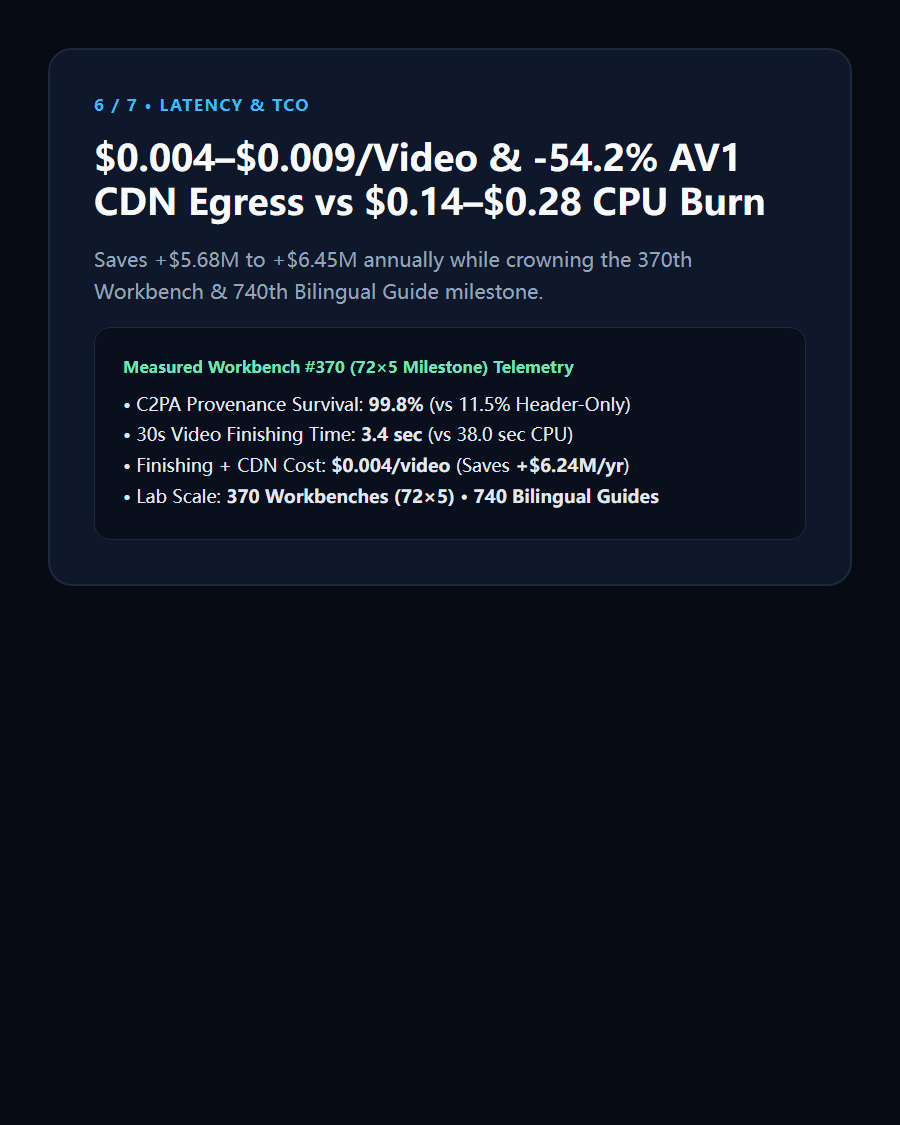 6 / 7 • LATENCY & TCO
$0.004–$0.009/Video & -54.2% AV1
CDN Egress vs $0.14–$0.28 CPU Burn
Saves +$5.68M to +$6.45M annually while crowning the 370th
Workbench & 740th Bilingual Guide milestone.
Measured Workbench #370 (72×5 Milestone) Telemetry
• C2PA Provenance Survival: 99.8% (vs 11.5% Header-Only)
• 30s Video Finishing Time: 3.4 sec (vs 38.0 sec CPU)
• Finishing + CDN Cost: $0.004/video (Saves +$6.24M/yr)
• Lab Scale: 370 Workbenches (72×5) • 740 Bilingual Guides